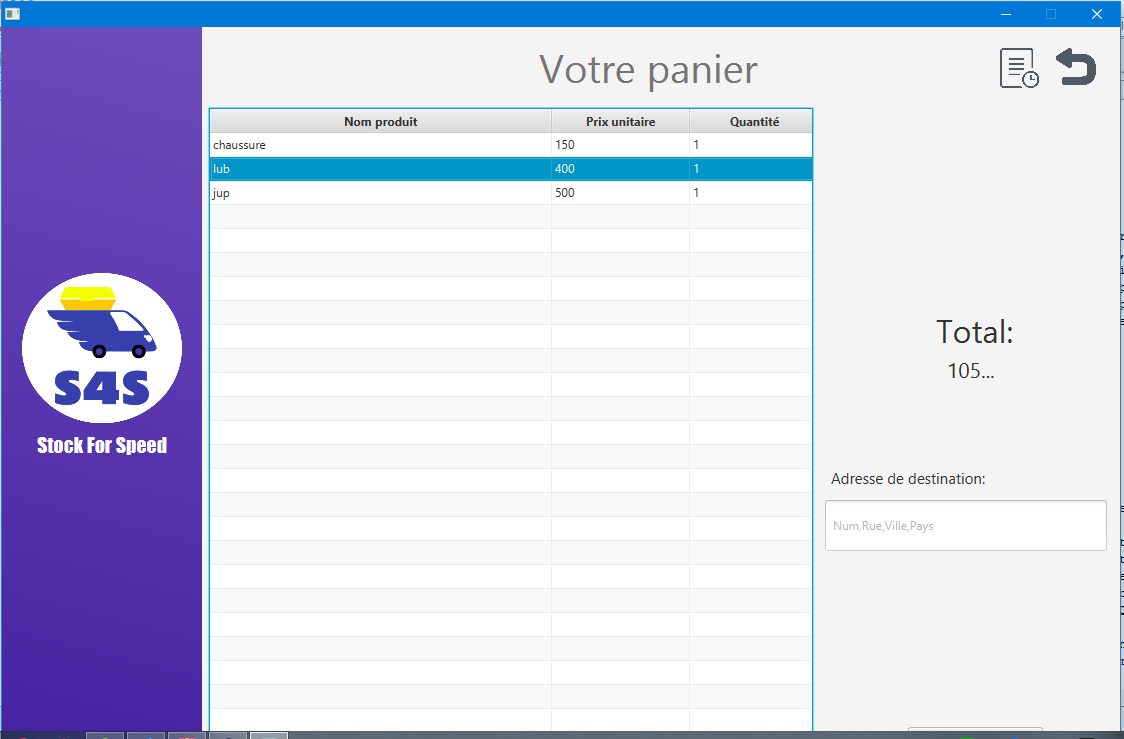 Votre panier
Nom produit Prix unitaire Quantité
chaussure 150 1
lub 400 1
jup 500 1
S4S
Stock For Speed
Total:
105...
Adresse de destination:
Num,Rue,Ville,Pays